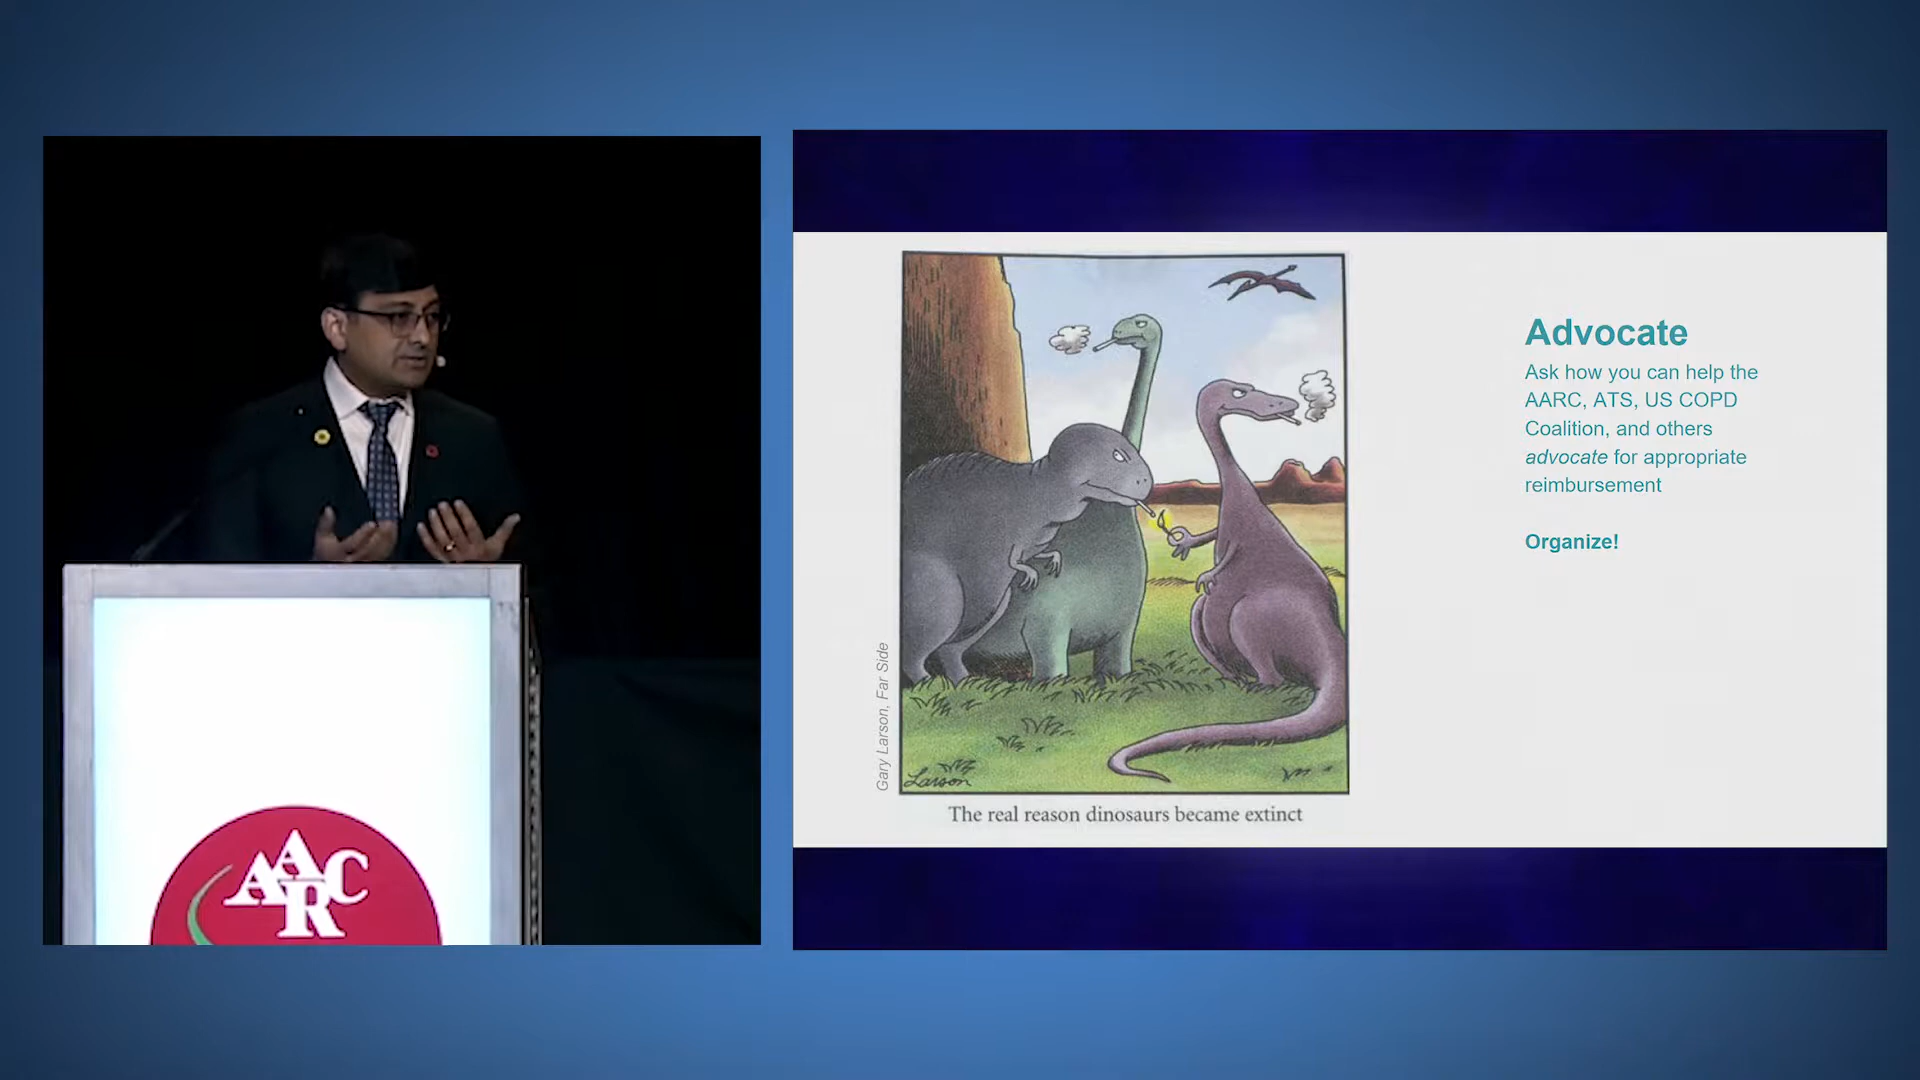 Advocate
Ask how you can help the
AARC, ATS, US COPD
Coalition, and others
advocate for appropriate
reimbursement
Organize!
Gary Larson, Far Side
Larson
The real reason dinosaurs became extinct
AARC